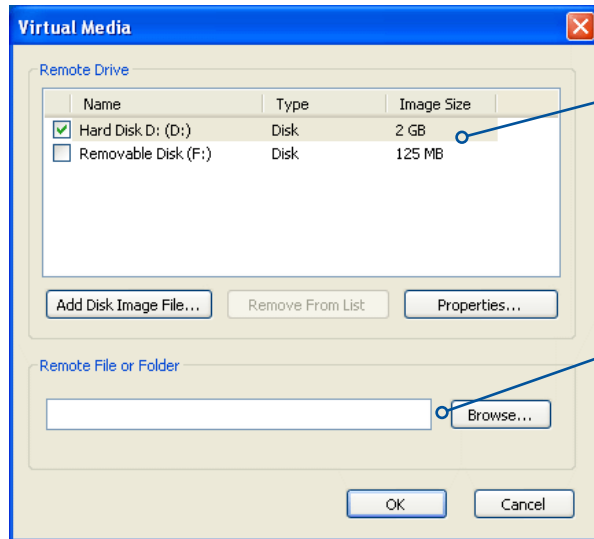 Virtual Media
Remote Drive
Name Type Image Size
Hard Disk D: (D:) Disk 2 GB
Removable Disk (F:) Disk 125 MB
Add Disk Image File... Remove From List Properties...
Remote File or Folder
Browse...
OK Cancel